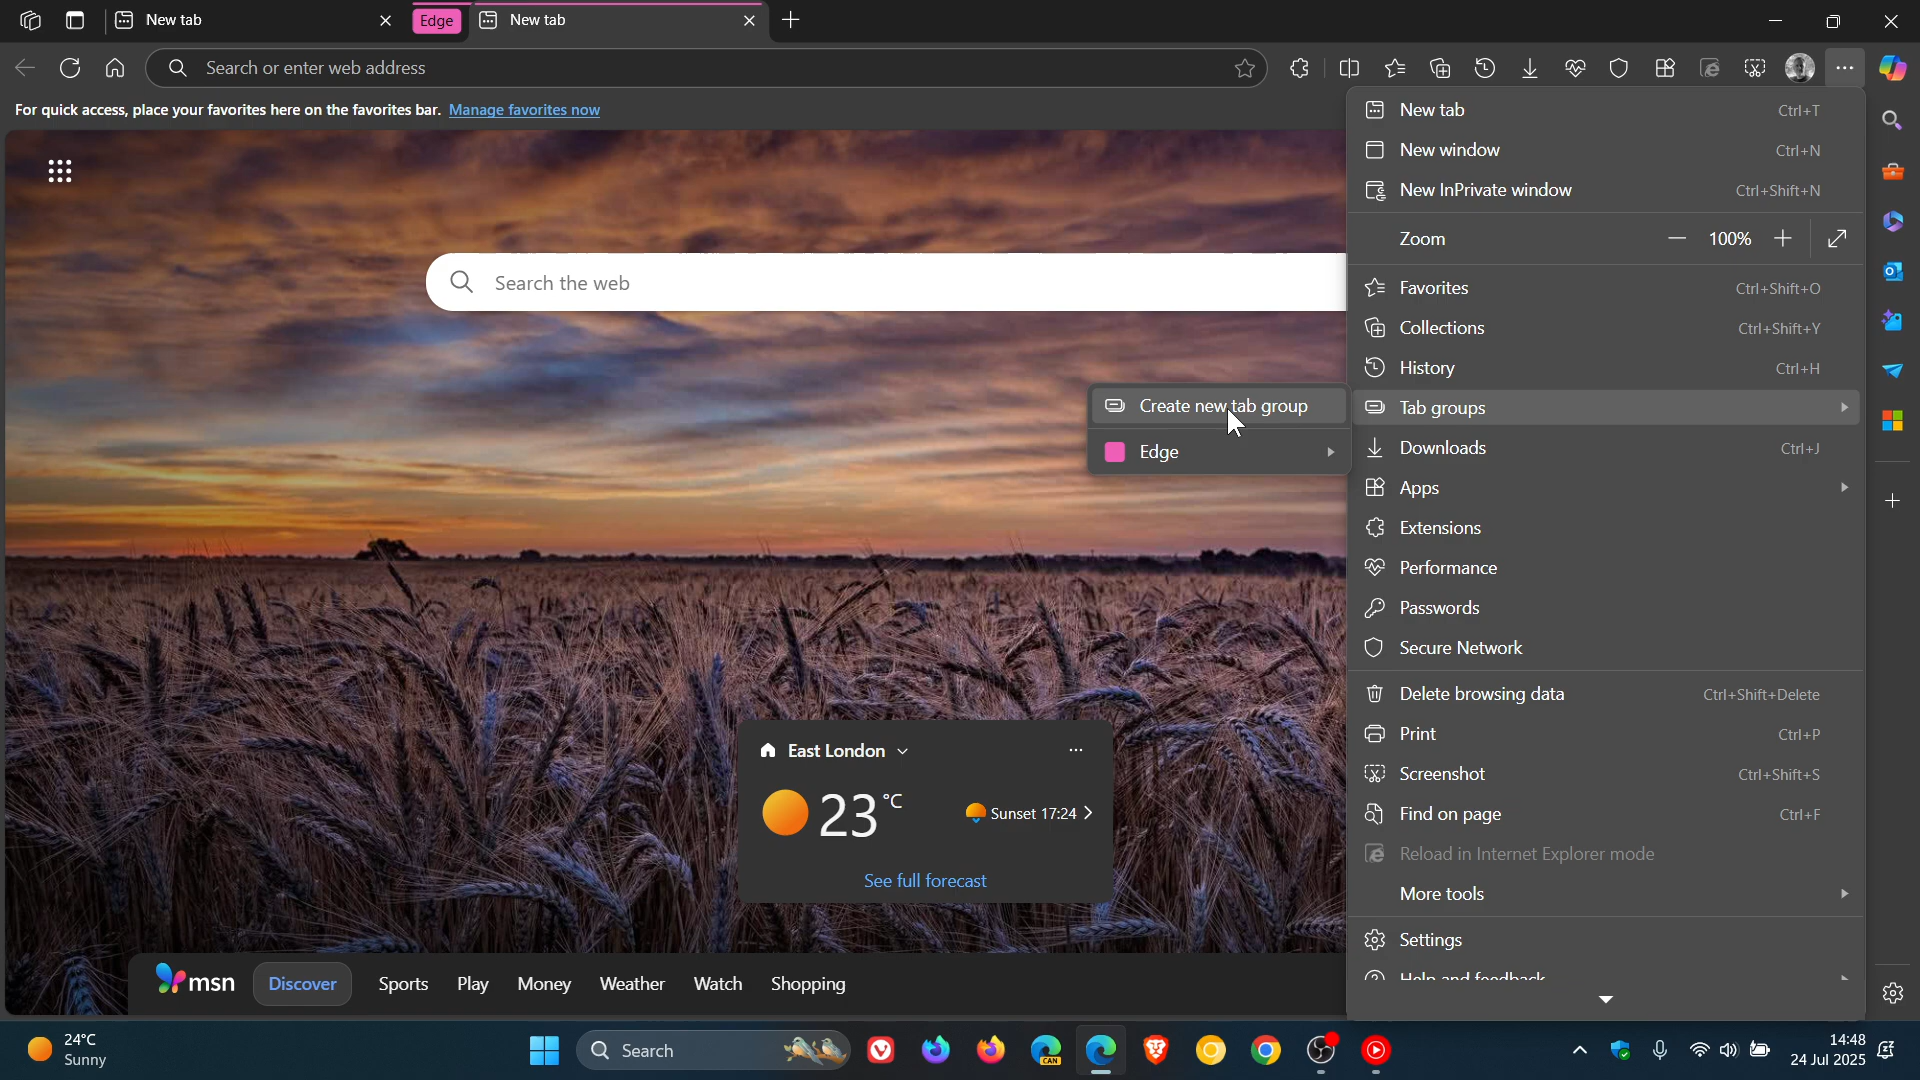 New tab
Edge
New tab
Search or enter web address
For quick access, place your favorites here on the favorites bar. Manage favorites now
Search the web
East London
23 °C
Sunset 17:24
See full forecast
msn
Discover
Sports
Play
Money
Weather
Watch
Shopping
New tab Ctrl+T
New window Ctrl+N
New InPrivate window Ctrl+Shift+N
Zoom 100%
Favorites Ctrl+Shift+O
Collections Ctrl+Shift+Y
History Ctrl+H
Tab groups
Create new tab group
Edge
Downloads Ctrl+J
Apps
Extensions
Performance
Passwords
Secure Network
Delete browsing data Ctrl+Shift+Delete
Print Ctrl+P
Screenshot Ctrl+Shift+S
Find on page Ctrl+F
Reload in Internet Explorer mode
More tools
Settings
Help and feedback
24°C
Sunny
Search
CAN
14:48
24 Jul 2025